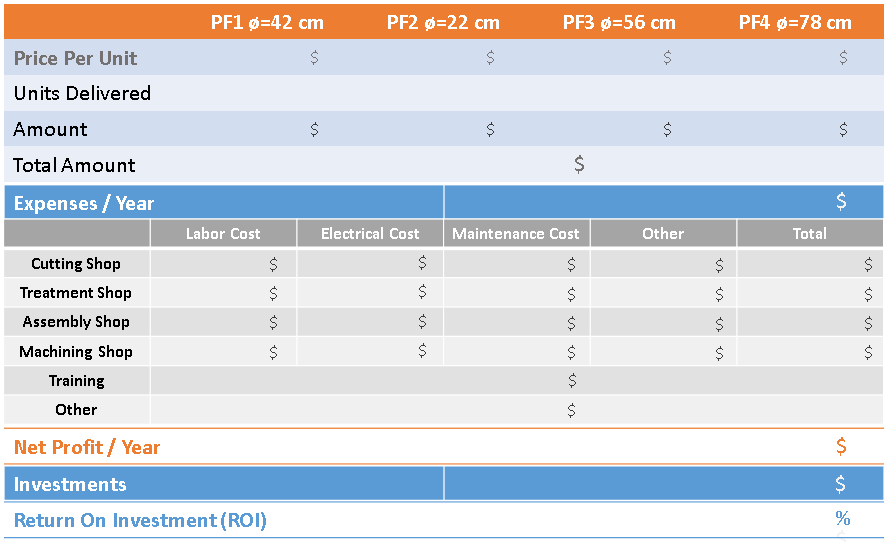 PF1 ø=42 cm PF2 ø=22 cm PF3 ø=56 cm PF4 ø=78 cm
Price Per Unit $ $ $ $
Units Delivered
Amount $ $ $ $
Total Amount $
Expenses / Year $
Labor Cost Electrical Cost Maintenance Cost Other Total
Cutting Shop $ $ $ $ $
Treatment Shop $ $ $ $ $
Assembly Shop $ $ $ $ $
Machining Shop $ $ $ $ $
Training $
Other $
Net Profit / Year $
Investments $
Return On Investment (ROI) %
$